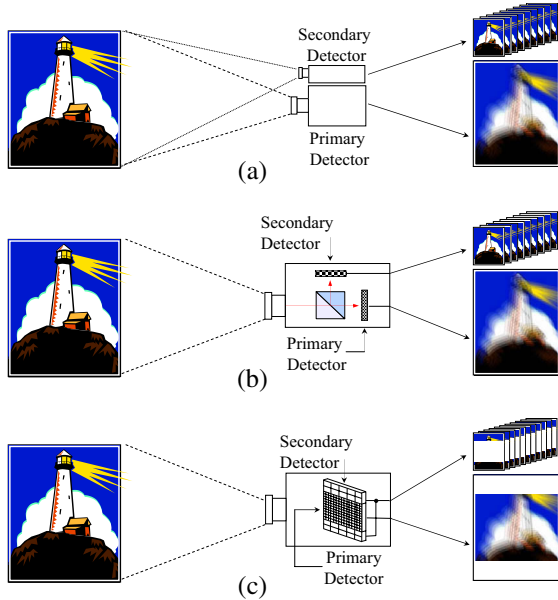 Secondary
Detector
Primary
Detector
(a)
Secondary
Detector
Primary
Detector
(b)
Secondary
Detector
Primary
Detector
(c)